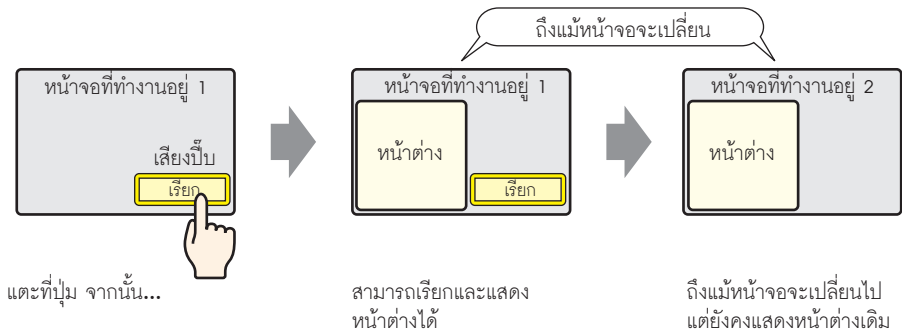 ถึงแม้หน้าจอจะเปลี่ยน
หน้าจอที่ทำงานอยู่ 1
เสียงปี๊บ
เรียก
แตะที่ปุ่ม จากนั้น...
หน้าจอที่ทำงานอยู่ 1
หน้าต่าง
เรียก
สามารถเรียกและแสดง
หน้าต่างได้
หน้าจอที่ทำงานอยู่ 2
หน้าต่าง
ถึงแม้หน้าจอจะเปลี่ยนไป
แต่ยังคงแสดงหน้าต่างเดิม